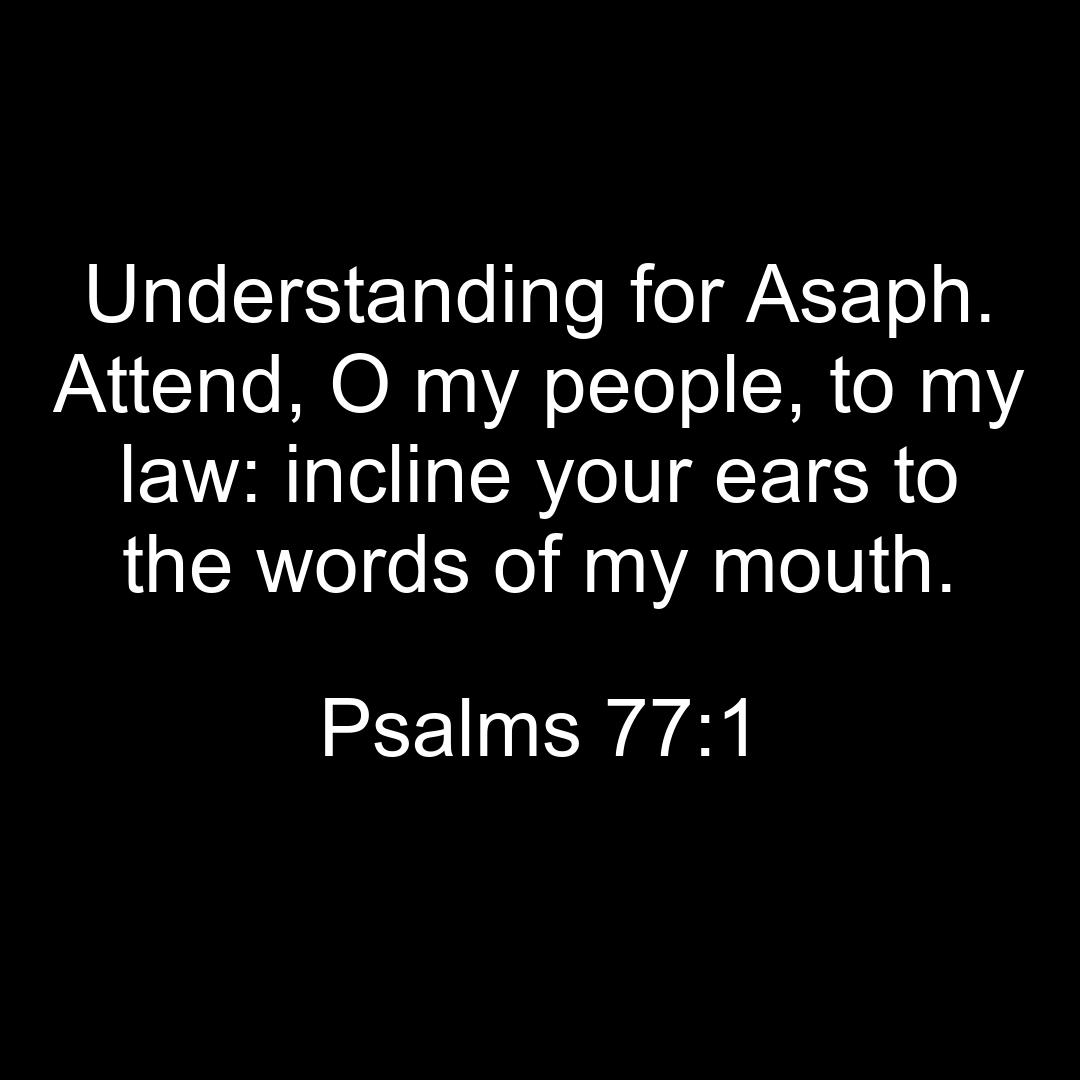 Understanding for Asaph.
Attend, O my people, to my
law: incline your ears to
the words of my mouth.
Psalms 77:1